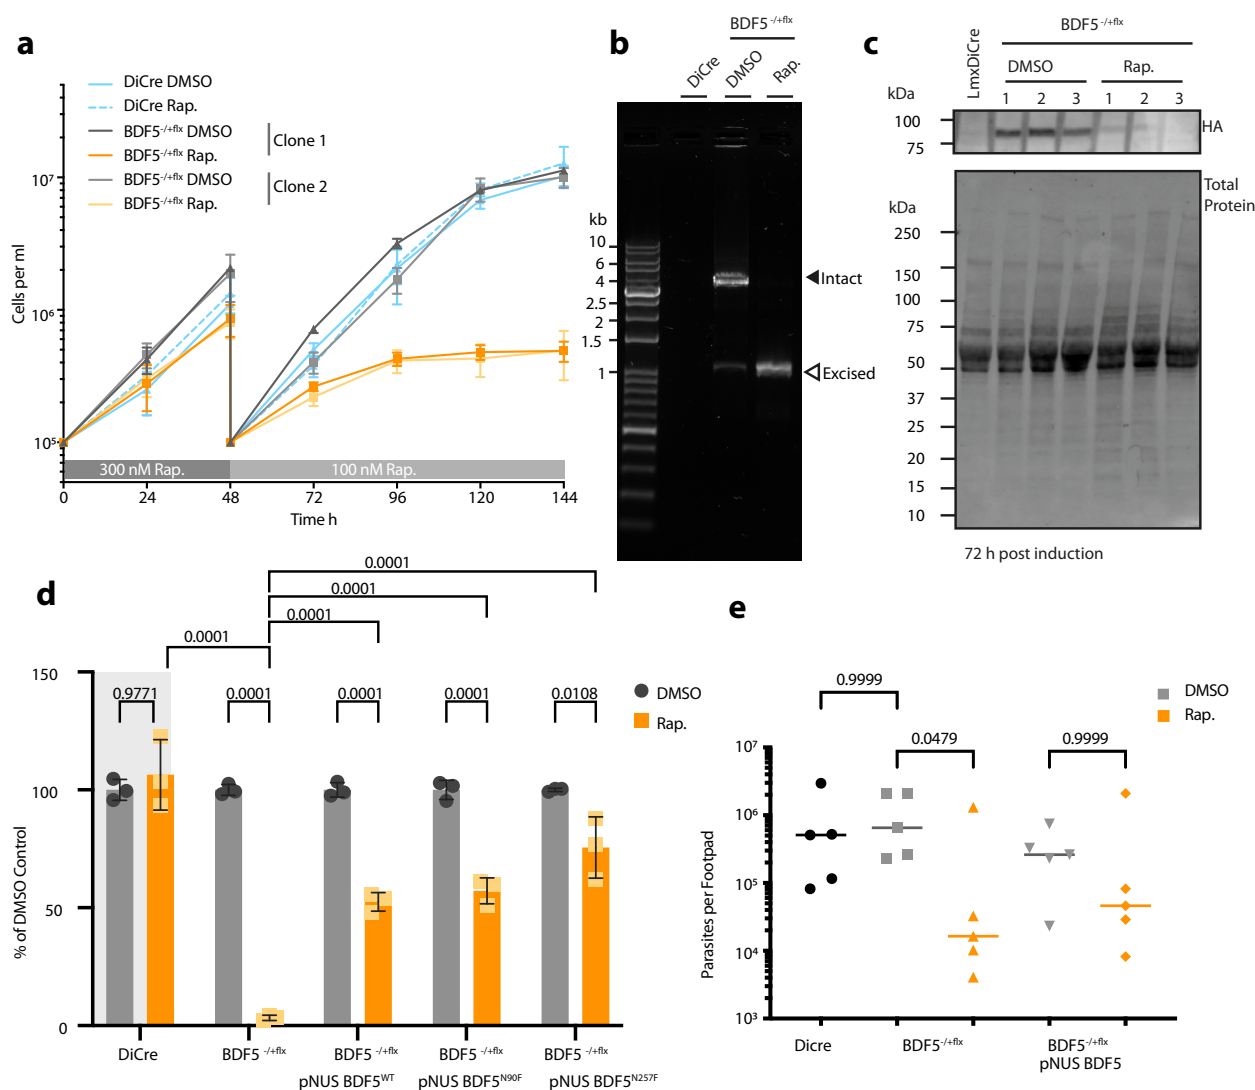 a
DiCre DMSO
DiCre Rap.
BDF5-/+flx DMSO
BDF5-/+flx Rap.
Clone 1
BDF5-/+flx DMSO
BDF5-/+flx Rap.
Clone 2
Cells per ml
10⁷
10⁶
10⁵
300 nM Rap.
100 nM Rap.
0 24 48 72 96 120 144
Time h
b
BDF5-/+flx
DiCre
DMSO
Rap.
kb
10
6
4
2.5
2
1.5
1
Intact
Excised
c
LmxDiCre
BDF5-/+flx
DMSO Rap.
1 2 3 1 2 3
kDa
100
75
HA
kDa
250
150
100
75
50
37
25
20
15
10
Total
Protein
72 h post induction
d
0.0001
0.0001
0.0001
0.0001
0.9771 0.0001 0.0001 0.0001 0.0108
DMSO
Rap.
% of DMSO Control
150
100
50
0
DiCre BDF5 -/+flx BDF5 -/+flx BDF5 -/+flx BDF5 -/+flx
pNUS BDF5WT pNUS BDF5N90F pNUS BDF5N257F
e
0.9999
0.0479
0.9999
DMSO
Rap.
Parasites per Footpad
10⁷
10⁶
10⁵
10⁴
10³
Dicre BDF5-/+flx BDF5-/+flx
pNUS BDF5